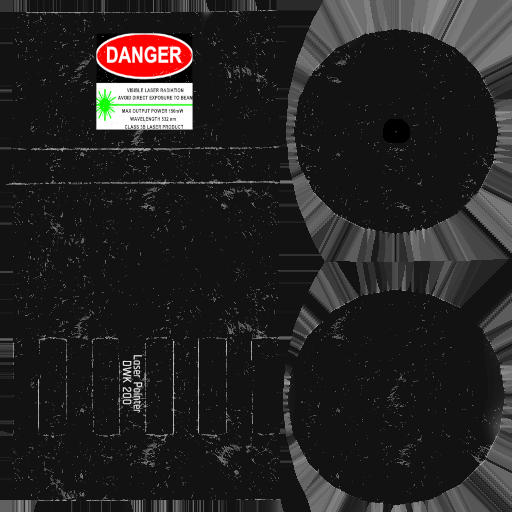 DANGER
VISIBLE LASER RADIATION
AVOID DIRECT EXPOSURE TO BEAM
MAX OUTPUT POWER 150mW
WAVELENGTH 532 nm
CLASS 3B LASER PRODUCT
Laser Pointer
DWK 200